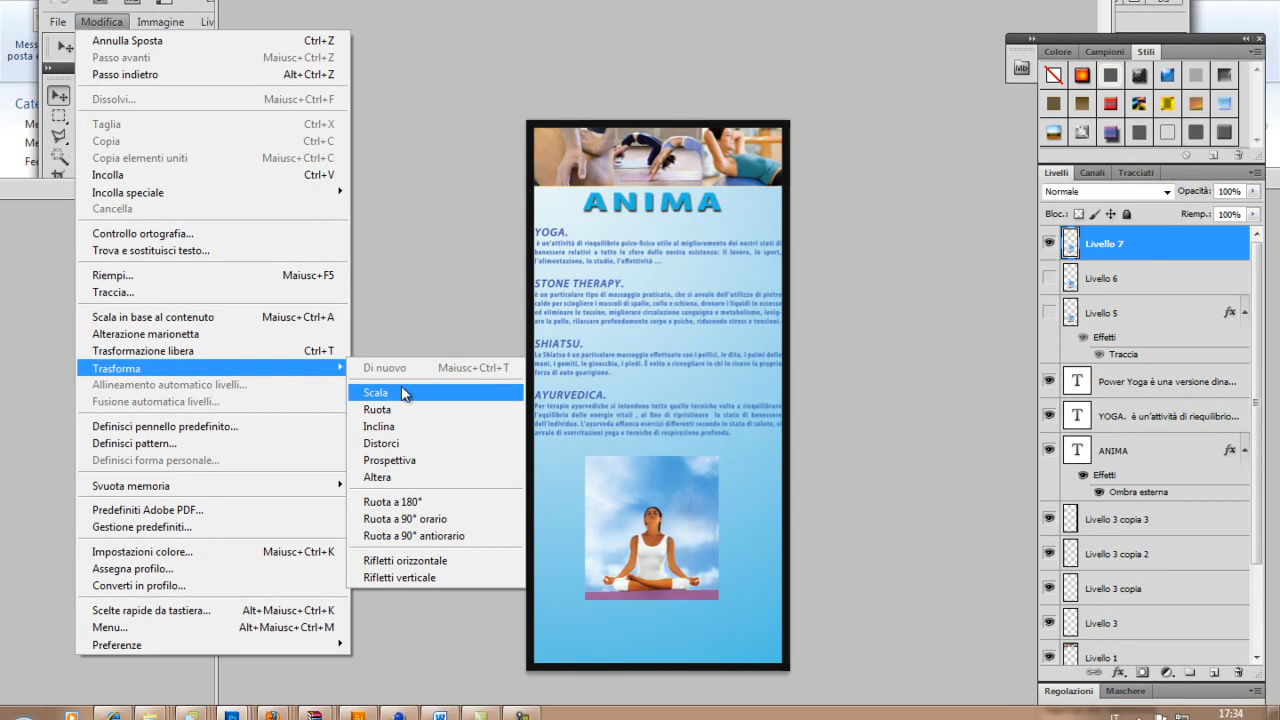 File Modifica Immagine Liv
Mess
posta e
Cate
Me
Me
Fee
Annulla Sposta Ctrl+Z
Passo avanti Maiusc+Ctrl+Z
Passo indietro Alt+Ctrl+Z
Dissolvi... Maiusc+Ctrl+F
Taglia Ctrl+X
Copia Ctrl+C
Copia elementi uniti Maiusc+Ctrl+C
Incolla Ctrl+V
Incolla speciale
Cancella
Controllo ortografia...
Trova e sostituisci testo...
Riempi... Maiusc+F5
Traccia...
Scala in base al contenuto Maiusc+Ctrl+A
Alterazione marionetta
Trasformazione libera Ctrl+T
Trasforma
Allineamento automatico livelli...
Fusione automatica livelli...
Definisci pennello predefinito...
Definisci pattern...
Definisci forma personale...
Svuota memoria
Predefiniti Adobe PDF...
Gestione predefiniti...
Impostazioni colore... Maiusc+Ctrl+K
Assegna profilo...
Converti in profilo...
Scelte rapide da tastiera... Alt+Maiusc+Ctrl+K
Menu... Alt+Maiusc+Ctrl+M
Preferenze
Di nuovo Maiusc+Ctrl+T
Scala
Ruota
Inclina
Distorci
Prospettiva
Altera
Ruota a 180°
Ruota a 90° orario
Ruota a 90° antiorario
Rifletti orizzontale
Rifletti verticale
ANIMA
YOGA.
è un'attività di riequilibrio psico-fisico utile al miglioramento dei nostri stati di
benessere relativi a tutte le sfere della nostra esistenza: il lavoro, lo sport,
l'alimentazione, lo studio, l'affettività ....
STONE THERAPY.
è un particolare tipo di massaggio praticato, che si avvale dell'utilizzo di pietre
calde per sciogliere i muscoli di spalle, collo e schiena, drenare i liquidi in eccesso
ed eliminare le tossine, migliorare circolazione sanguigna e metabolismo, levig-
are la pelle, rilassare profondamente corpo e psiche, riducendo stress e tensioni.
SHIATSU.
Lo Shiatsu è un particolare massaggio effettuato con i pollici, le dita, i palmi delle
mani, i gomiti, le ginocchia, i piedi. È volto a risvegliare in chi lo riceve la propria
forza di auto guarigione.
AYURVEDICA.
Per terapie ayurvediche si intendono tutte quelle tecniche volte a riequilibrare
l'equilibrio delle energie vitali , al fine di ripristinare lo stato di benessere
dell'individuo. L'ayurveda affianca esercizi differenti secondo lo stato di salute, si
avvale di esercitazioni yoga e tecniche di respirazione profonda.
Mb
Colore Campioni Stili
Livelli Canali Tracciati
Normale Opacità: 100%
Bloc.: Riemp.: 100%
Livello 7
Livello 6
Livello 5 fx
Effetti
Traccia
T Power Yoga è una versione dina...
T YOGA. è un'attività di riequilibrio...
T ANIMA fx
Effetti
Ombra esterna
Livello 3 copia 3
Livello 3 copia 2
Livello 3 copia
Livello 3
Livello 1
fx
Regolazioni Maschere
IT 17:34